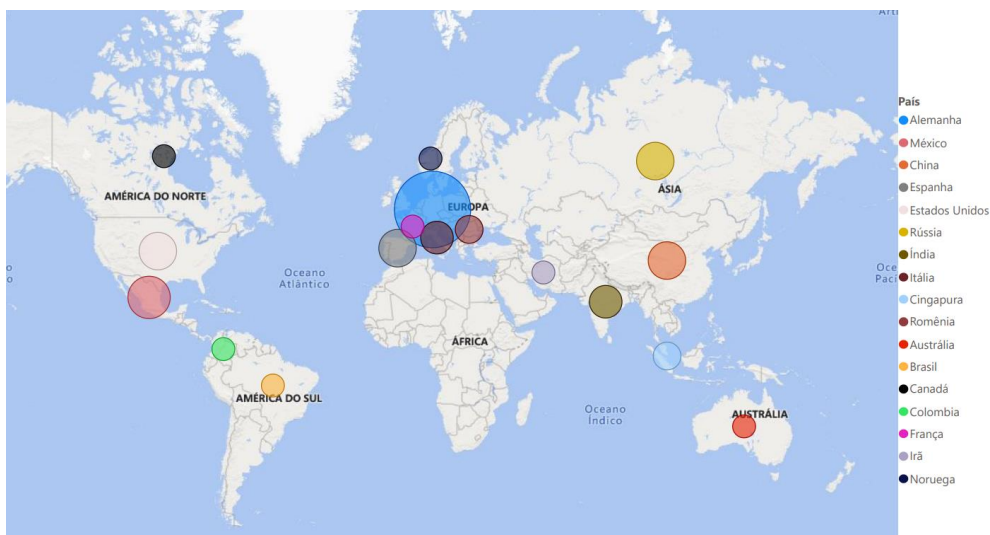 Arti
AMÉRICA DO NORTE
EUROPA
ÁSIA
Oceano
Atlântico
o
o
Oce
Pací
ÁFRICA
AMÉRICA DO SUL
Oceano
Índico
AUSTRÁLIA
País
Alemanha
México
China
Espanha
Estados Unidos
Rússia
Índia
Itália
Cingapura
Romênia
Austrália
Brasil
Canadá
Colombia
França
Irã
Noruega